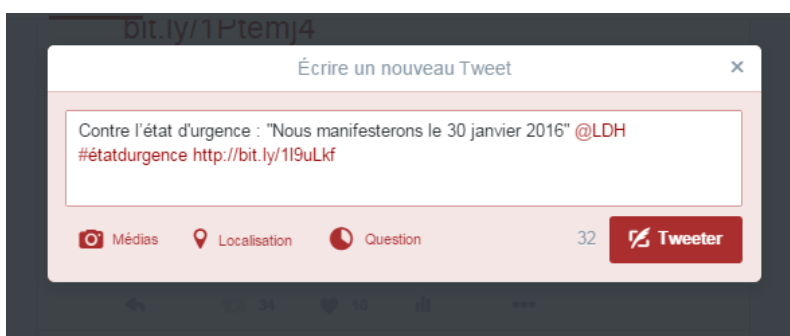 bit.ly/1Ptemj4
Écrire un nouveau Tweet ×
Contre l'état d'urgence : "Nous manifesterons le 30 janvier 2016" @LDH
#étatdurgence http://bit.ly/1I9uLkf
Médias Localisation Question 32 Tweeter
34 10